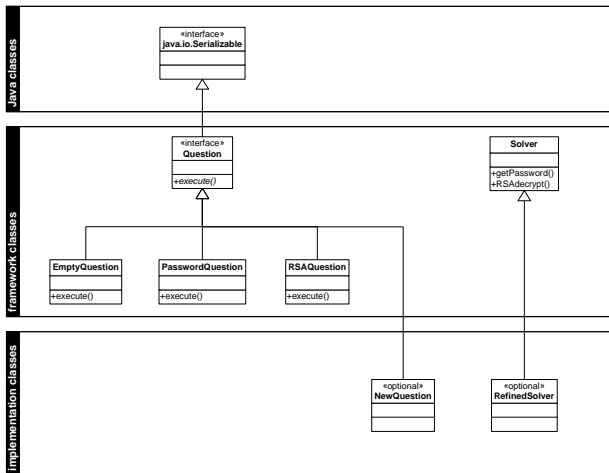 Java classes
«interface»
java.io.Serializable
framework classes
«interface»
Question
+execute()
Solver
+getPassword()
+RSAdecrypt()
EmptyQuestion
+execute()
PasswordQuestion
+execute()
RSAQuestion
+execute()
implementation classes
«optional»
NewQuestion
«optional»
RefinedSolver